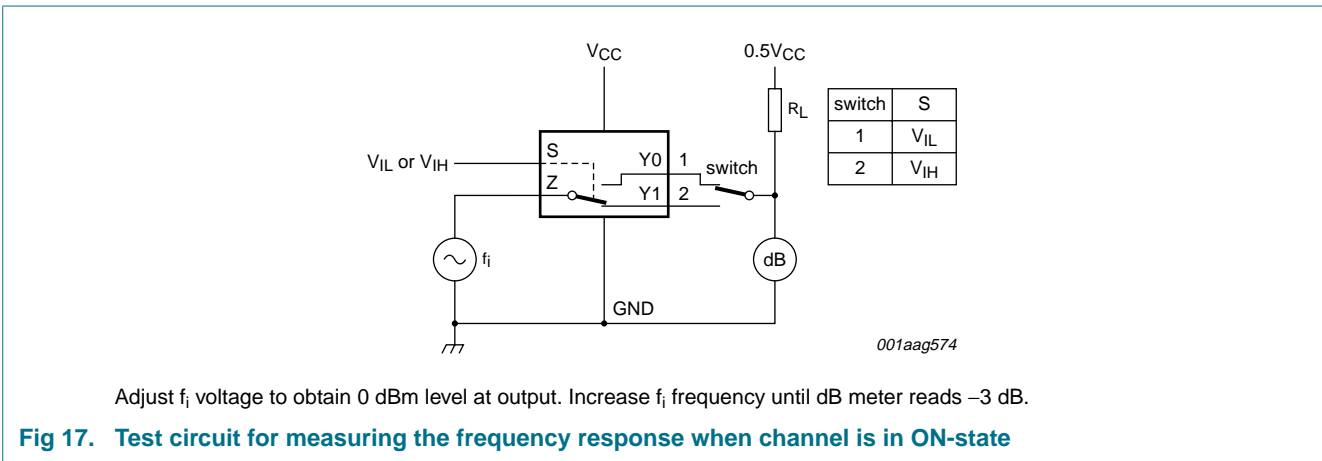 VCC 0.5VCC
RL
switch S
1 VIL
2 VIH
VIL or VIH
S
Z
Y0 1
switch
Y1 2
fi
dB
GND
001aag574
Adjust fi voltage to obtain 0 dBm level at output. Increase fi frequency until dB meter reads −3 dB.
Fig 17. Test circuit for measuring the frequency response when channel is in ON-state